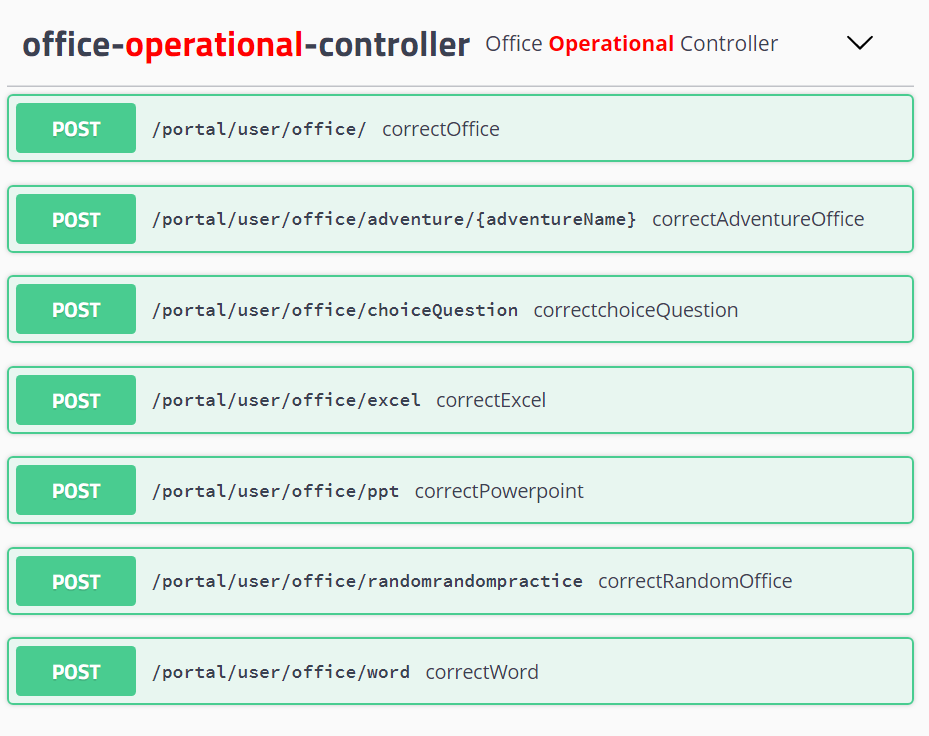 office-operational-controller Office Operational Controller
POST /portal/user/office/ correctOffice
POST /portal/user/office/adventure/{adventureName} correctAdventureOffice
POST /portal/user/office/choiceQuestion correctchoiceQuestion
POST /portal/user/office/excel correctExcel
POST /portal/user/office/ppt correctPowerpoint
POST /portal/user/office/randomrandompractice correctRandomOffice
POST /portal/user/office/word correctWord